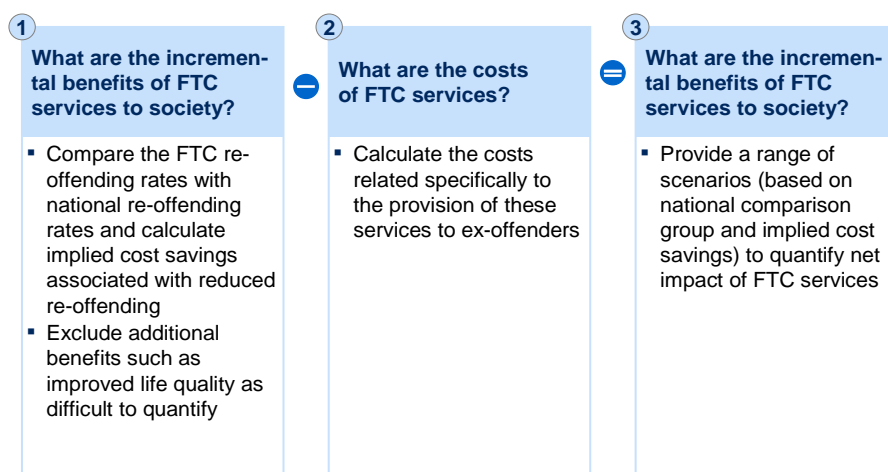 1
What are the incremen-
tal benefits of FTC
services to society?
▪ Compare the FTC re-
offending rates with
national re-offending
rates and calculate
implied cost savings
associated with reduced
re-offending
▪ Exclude additional
benefits such as
improved life quality as
difficult to quantify
–
2
What are the costs
of FTC services?
▪ Calculate the costs
related specifically to
the provision of these
services to ex-offenders
=
3
What are the incremen-
tal benefits of FTC
services to society?
▪ Provide a range of
scenarios (based on
national comparison
group and implied cost
savings) to quantify net
impact of FTC services